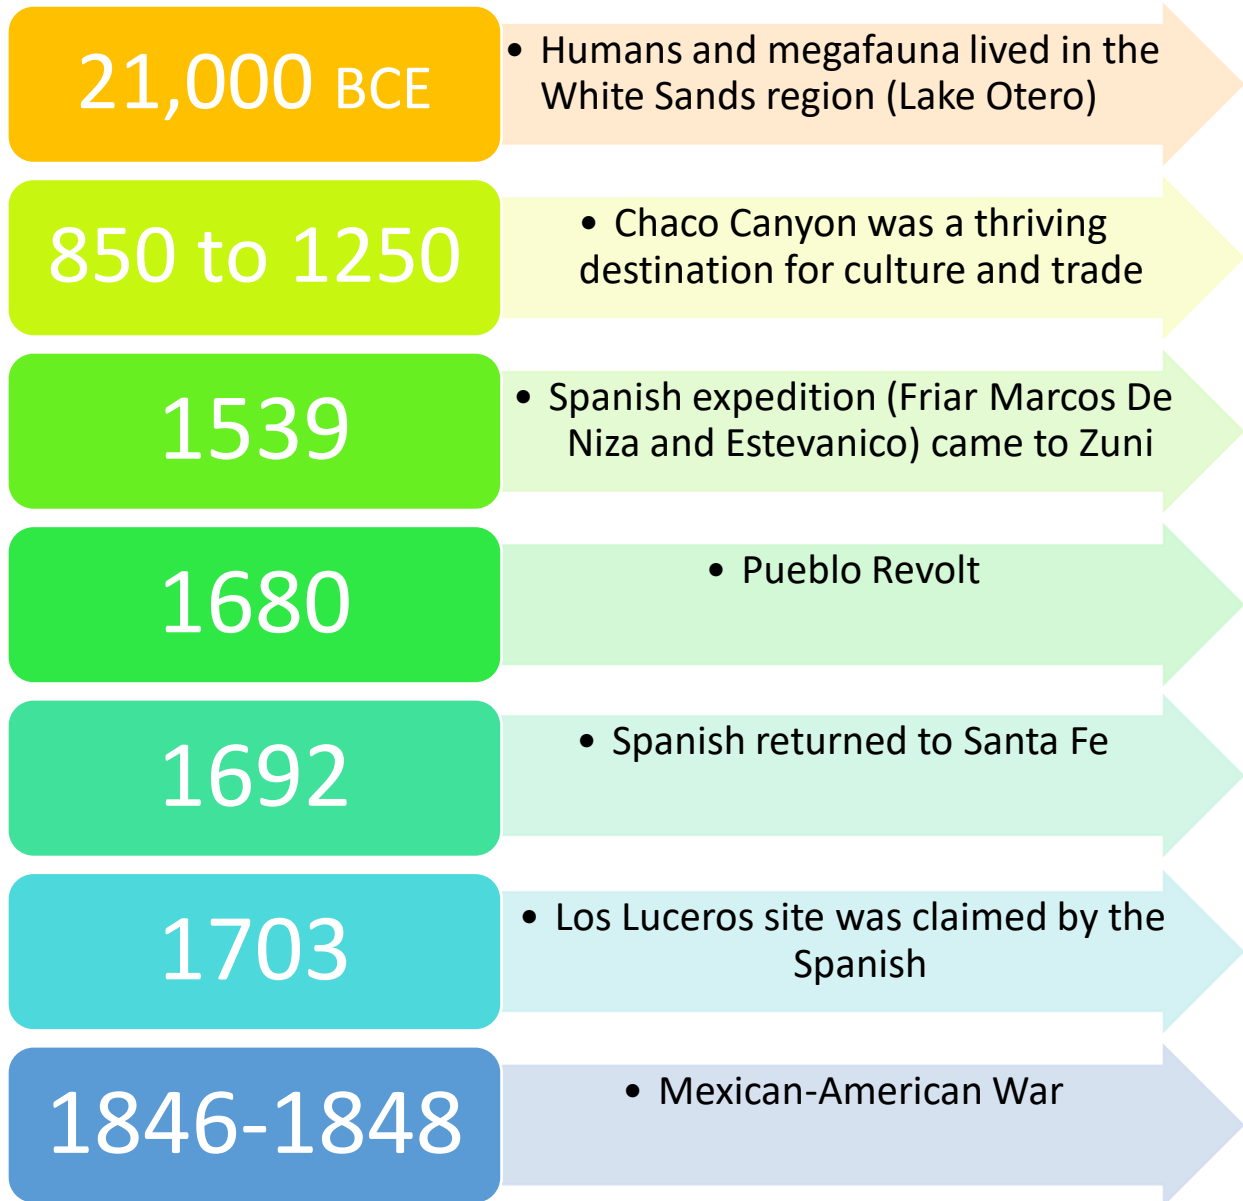 21,000 BCE
• Humans and megafauna lived in the
White Sands region (Lake Otero)
850 to 1250
• Chaco Canyon was a thriving
destination for culture and trade
1539
• Spanish expedition (Friar Marcos De
Niza and Estevanico) came to Zuni
1680
• Pueblo Revolt
1692
• Spanish returned to Santa Fe
1703
• Los Luceros site was claimed by the
Spanish
1846-1848
• Mexican-American War